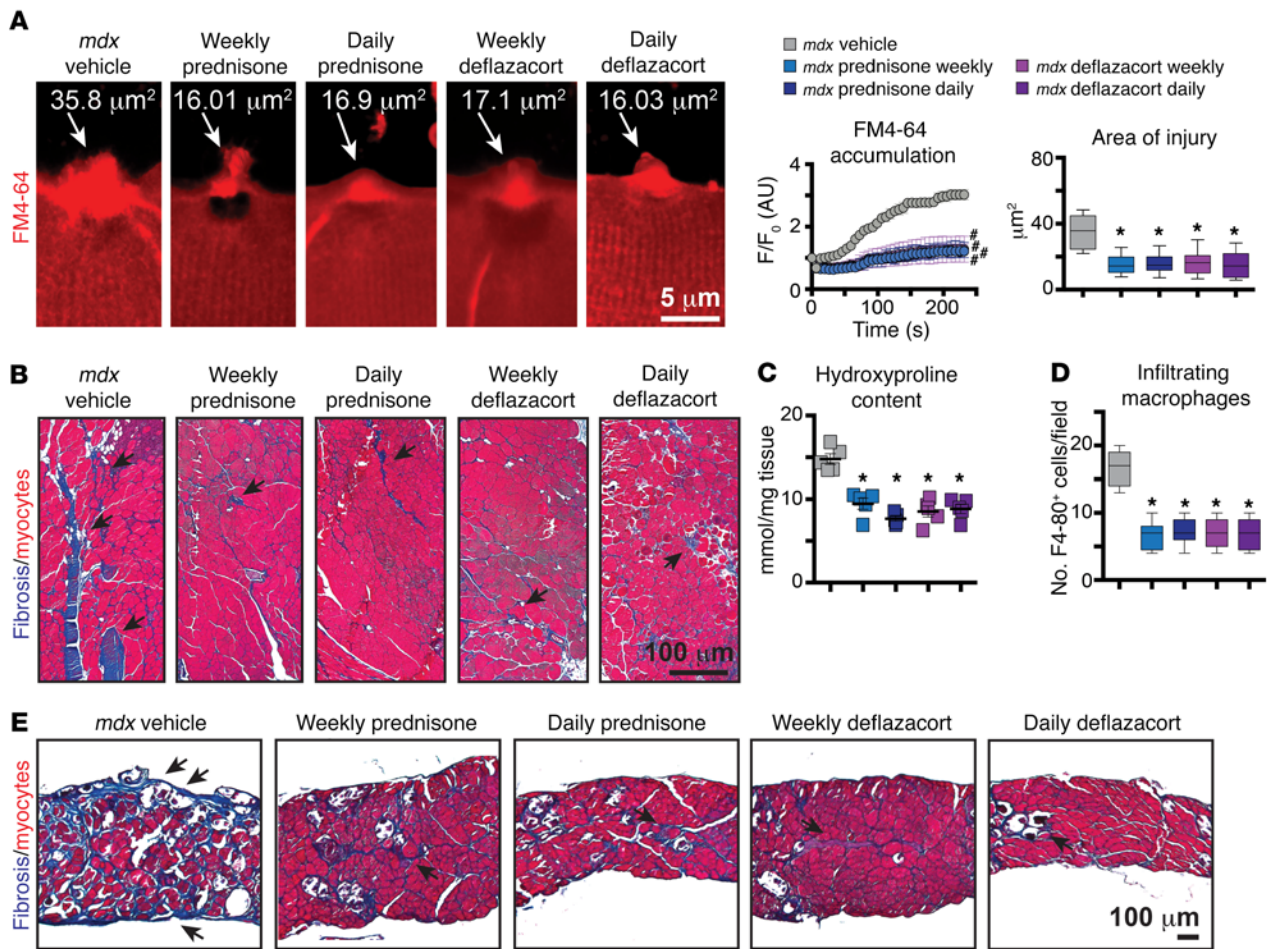 A
mdx
vehicle
Weekly
prednisone
Daily
prednisone
Weekly
deflazacort
Daily
deflazacort
FM4-64
35.8 μm²
16.01 μm²
16.9 μm²
17.1 μm²
16.03 μm²
5 μm
mdx vehicle
mdx prednisone weekly
mdx prednisone daily
mdx deflazacort weekly
mdx deflazacort daily
FM4-64
accumulation
F/F₀ (AU)
4
2
0
0
100
200
Time (s)
#
#
#
#
Area of injury
μm²
80
40
0
* * * *
B
mdx
vehicle
Weekly
prednisone
Daily
prednisone
Weekly
deflazacort
Daily
deflazacort
Fibrosis/myocytes
100 μm
C
Hydroxyproline
content
mmol/mg tissue
20
10
0
* * * *
D
Infiltrating
macrophages
No. F4-80⁺ cells/field
25
15
5
0
* * * *
E
mdx vehicle
Weekly prednisone
Daily prednisone
Weekly deflazacort
Daily deflazacort
Fibrosis/myocytes
100 μm